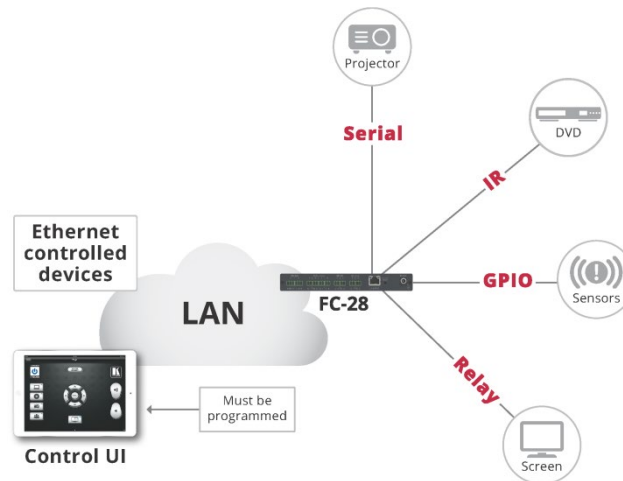 Projector
Serial
DVD
IR
Ethernet
controlled
devices
LAN
FC-28
GPIO
Sensors
Relay
Must be
programmed
Control UI
Screen